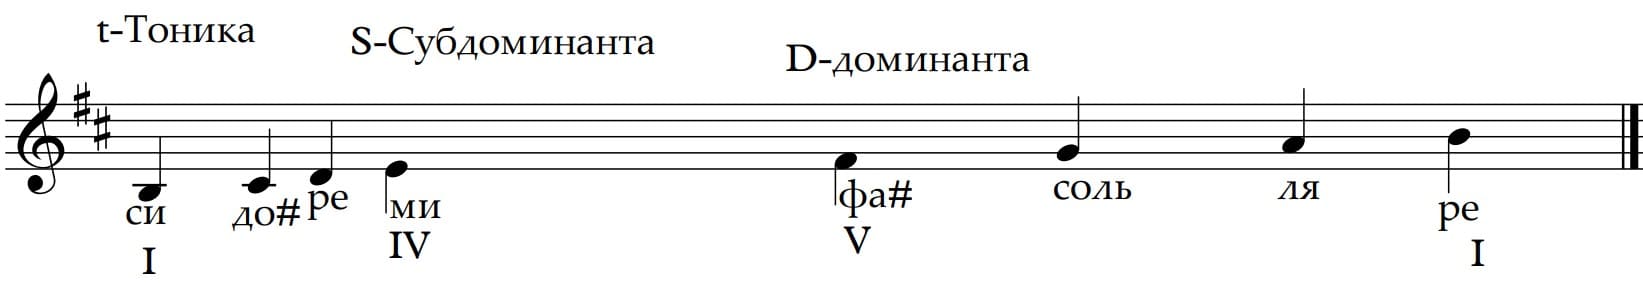 t-Тоника
S-Субдоминанта
D-доминанта
си до# ре ми фа# соль ля ре
I IV V I